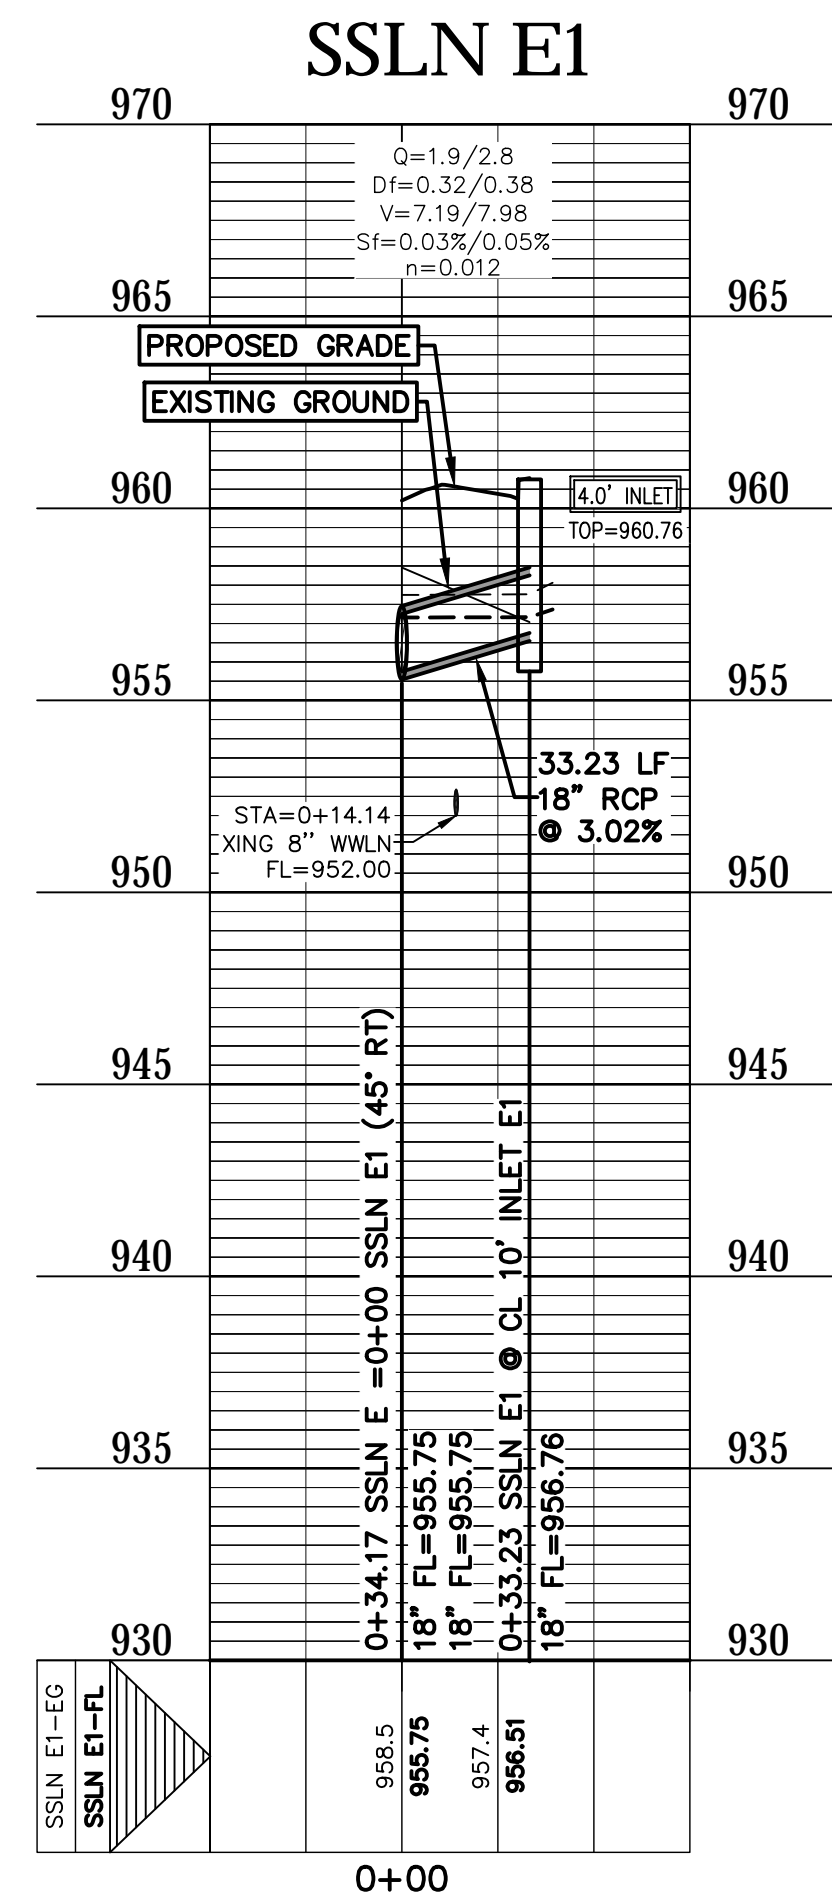 SSLN E1
970 970
Q=1.9/2.8
Df=0.32/0.38
V=7.19/7.98
Sf=0.03%/0.05%
n=0.012
965 965
PROPOSED GRADE
EXISTING GROUND
960 960
4.0' INLET
TOP=960.76
955 955
33.23 LF
18" RCP
@ 3.02%
STA=0+14.14
XING 8'' WWLN
FL=952.00
950 950
945 945
940 940
935 935
930 930
0+34.17 SSLN E =0+00 SSLN E1 (45° RT)
18" FL=955.75
18" FL=955.75
0+33.23 SSLN E1 @ CL 10' INLET E1
18" FL=956.76
SSLN E1-EG
SSLN E1-FL
958.5
955.75
957.4
956.51
0+00